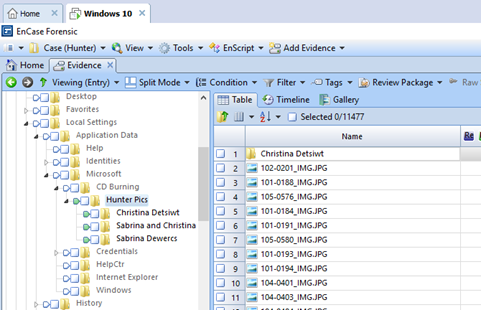 Home Windows 10
EnCase Forensic
Case (Hunter) View Tools EnScript Add Evidence
Home Evidence
Viewing (Entry) Split Mode Condition Filter Tags Review Package Raw
Desktop
Favorites
Local Settings
Application Data
Help
Identities
Microsoft
CD Burning
Hunter Pics
Christina Detsiwt
Sabrina and Christina
Sabrina Dewercs
Credentials
HelpCtr
Internet Explorer
Windows
History
Table Timeline Gallery
Selected 0/11477
Name
1 Christina Detsiwt
2 102-0201_IMG.JPG
3 101-0188_IMG.JPG
4 105-0576_IMG.JPG
5 101-0184_IMG.JPG
6 101-0191_IMG.JPG
7 105-0580_IMG.JPG
8 101-0193_IMG.JPG
9 101-0194_IMG.JPG
10 104-0401_IMG.JPG
11 104-0403_IMG.JPG